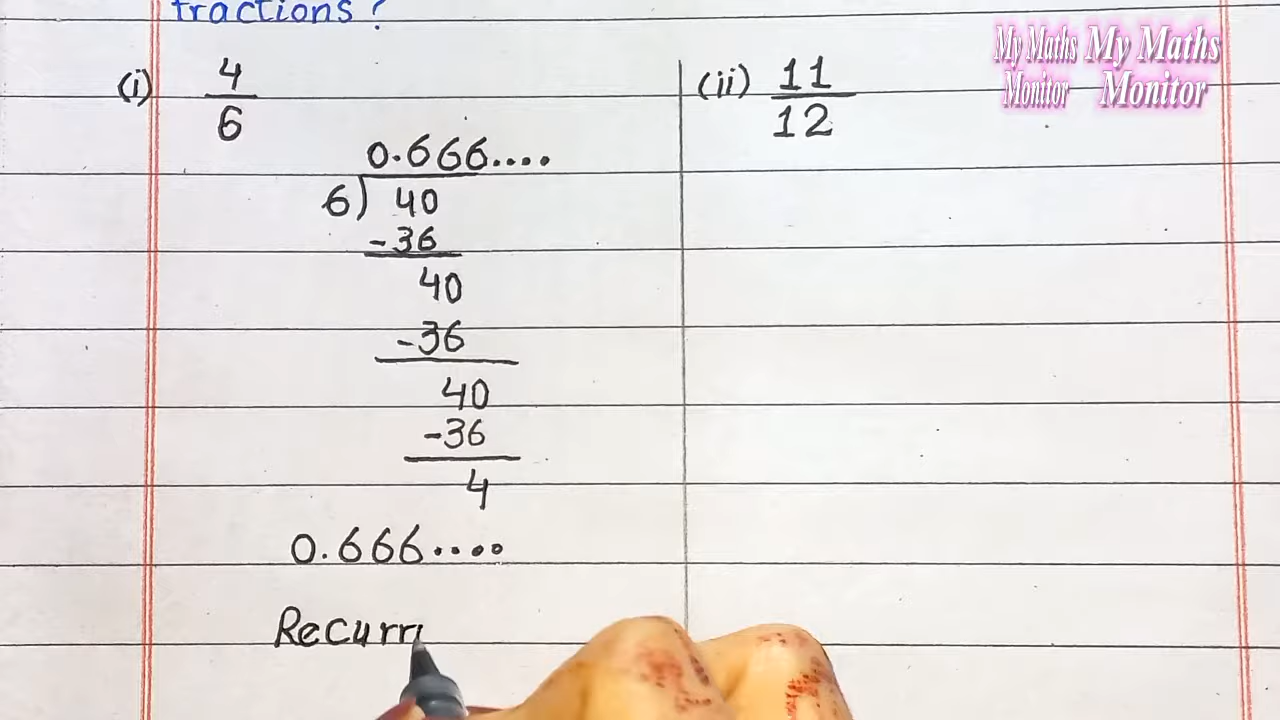 fractions?
My Maths Monitor My Maths Monitor
(i) 4/6
(ii) 11/12
0.666....
6) 40
-36
40
-36
40
-36
4
0.666....
Recurr